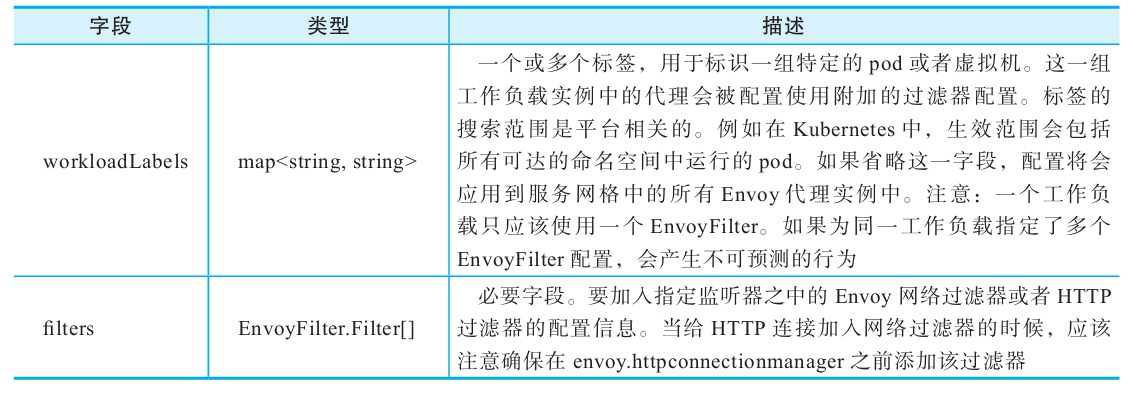 字段 类型 描述
一个或多个标签，用于标识一组特定的 pod 或者虚拟机。这一组
工作负载实例中的代理会被配置使用附加的过滤器配置。标签的
搜索范围是平台相关的。例如在 Kubernetes 中，生效范围会包括
workloadLabels map<string, string> 所有可达的命名空间中运行的 pod。如果省略这一字段，配置将会
应用到服务网格中的所有 Envoy 代理实例中。注意：一个工作负
载只应该使用一个 EnvoyFilter。如果为同一工作负载指定了多个
EnvoyFilter 配置，会产生不可预测的行为
必要字段。要加入指定监听器之中的 Envoy 网络过滤器或者 HTTP
filters EnvoyFilter.Filter[] 过滤器的配置信息。当给 HTTP 连接加入网络过滤器的时候，应该
注意确保在 envoy.httpconnectionmanager 之前添加该过滤器